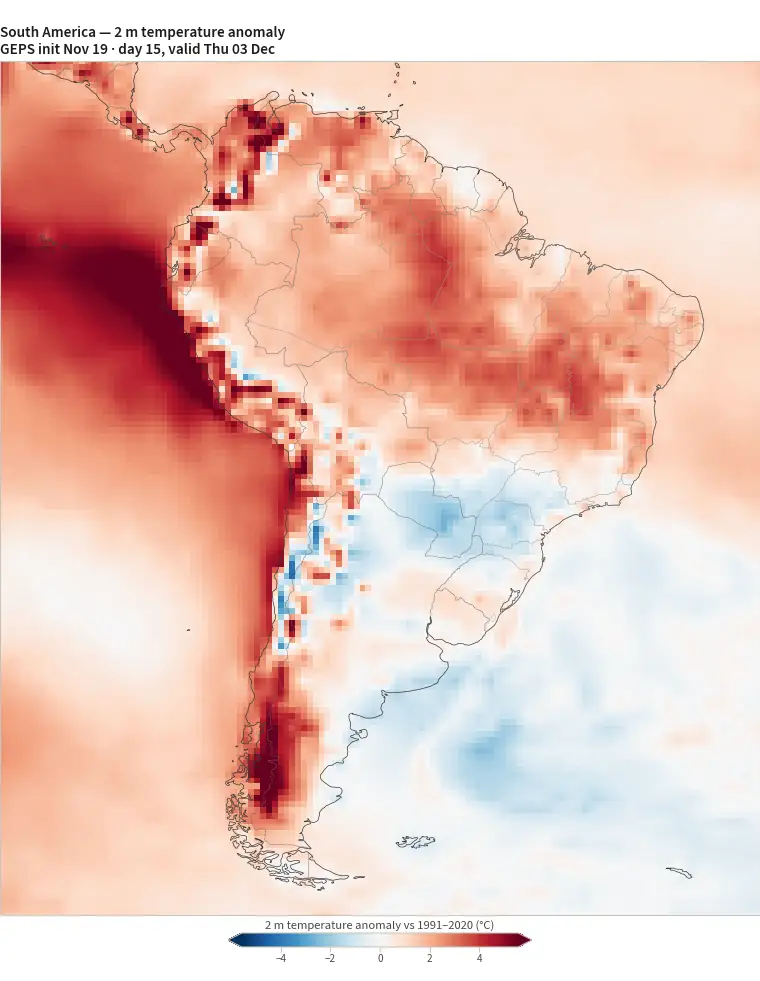 South America — 2 m temperature anomaly
GEPS init Nov 19 · day 15, valid Thu 03 Dec
2 m temperature anomaly vs 1991–2020 (°C)
−4 −2 0 2 4